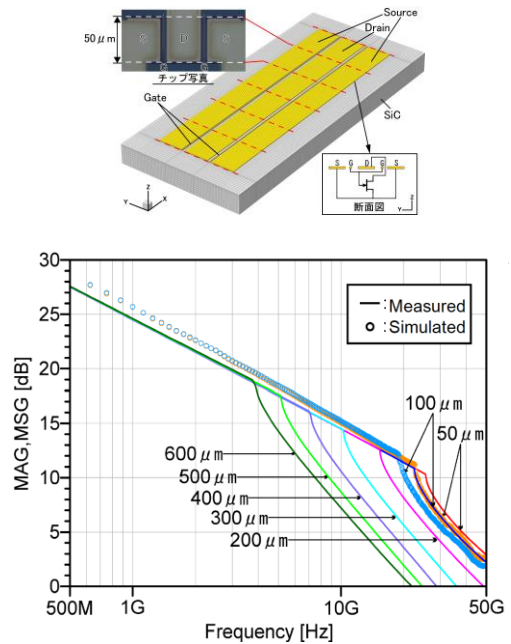 50μm
S
D
S
G
G
チップ写真
Source
Drain
Gate
SiC
Z
Y
X
S G D G S
断面図
Z
Y
30
25
20
15
10
5
0
MAG,MSG [dB]
—:Measured
○:Simulated
100μm
50μm
600μm
500μm
400μm
300μm
200μm
500M
1G
10G
50G
Frequency [Hz]